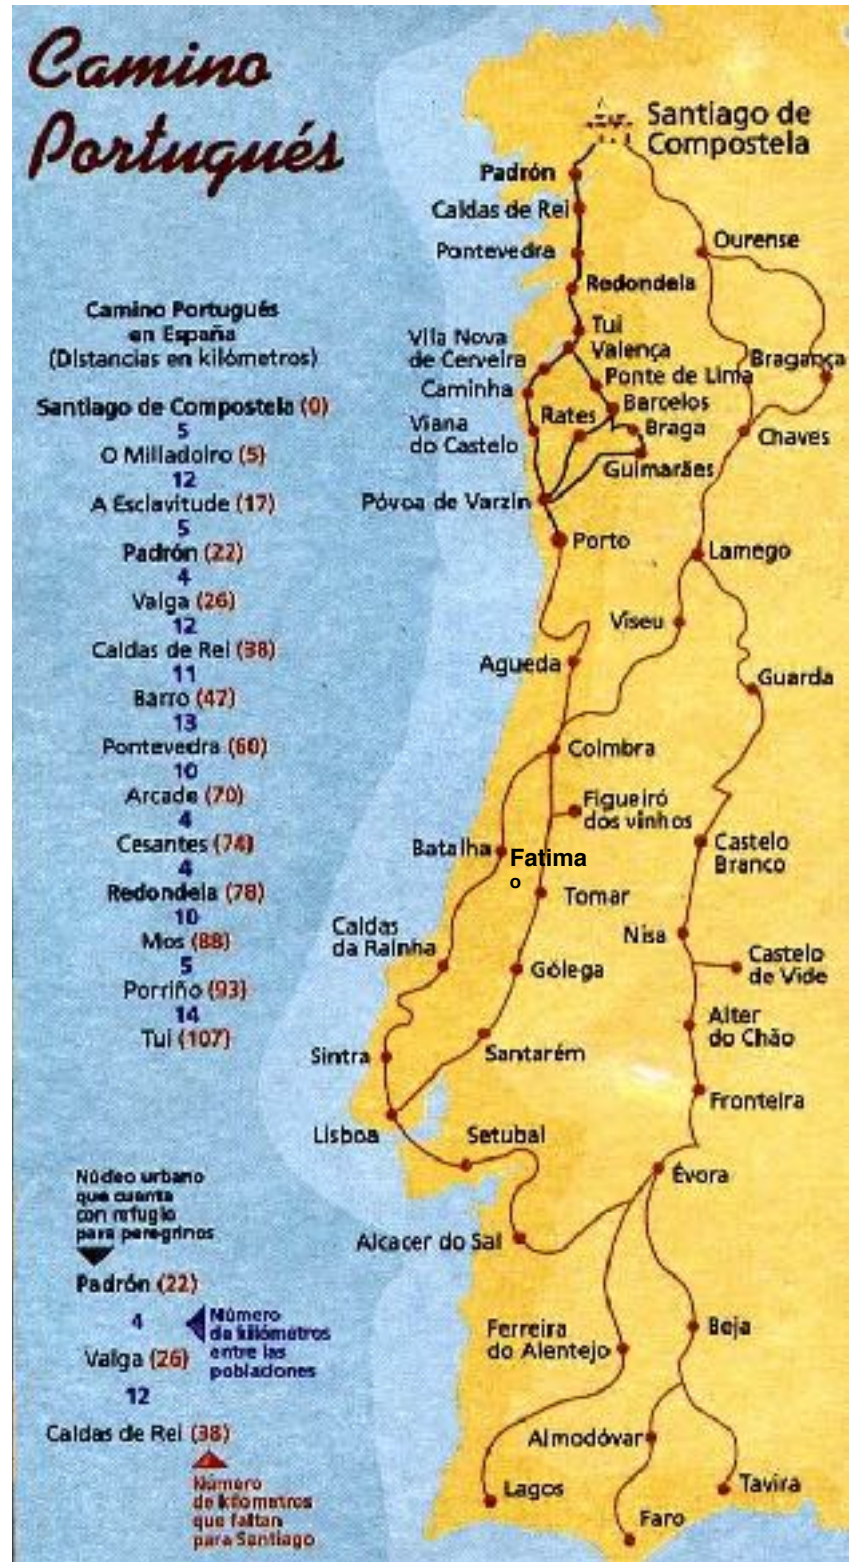 Camino
Portugués
Camino Portugués
en España
(Distancias en kilómetros)
Santiago de Compostela (0)
5
O Milladoiro (5)
12
A Esclavitude (17)
5
Padrón (22)
4
Valga (26)
12
Caldas de Rei (38)
11
Barro (47)
13
Pontevedra (60)
10
Arcade (70)
4
Cesantes (74)
4
Redondela (78)
10
Mos (88)
5
Porriño (93)
14
Tui (107)
Núcleo urbano
que cuenta
con refugio
para peregrinos
Padrón (22)
4
Valga (26)
12
Caldas de Rei (38)
Número
de kilómetros
entre las
poblaciones
Número
de kilometros
que faltan
para Santiago
Santiago de
Compostela
Padrón
Caldas de Rei
Pontevedra
Ourense
Redondela
Tui
Vila Nova
de Cerveira
Valença
Bragança
Ponte de Lima
Caminha
Barcelos
Rates
Viana
do Castelo
Braga
Chaves
Guimarães
Póvoa de Varzin
Porto
Lamego
Viseu
Agueda
Guarda
Coimbra
Figueiró
dos vinhos
Batalha
Fatima
o
Castelo
Branco
Tomar
Caldas
da Rainha
Nisa
Gólega
Castelo
de Vide
Alter
do Chão
Sintra
Santarém
Fronteira
Lisboa
Setubal
Évora
Alcacer do Sal
Ferreira
do Alentejo
Beja
Almodóvar
Lagos
Tavira
Faro